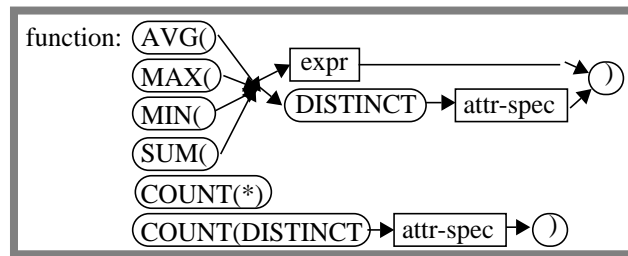 function: AVG(
MAX(
expr
)
MIN(
DISTINCT
attr-spec
SUM(
COUNT(*)
COUNT(DISTINCT
attr-spec
)